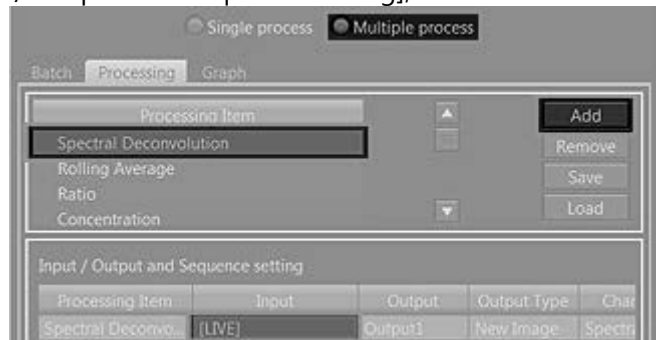 Single process Multiple process
Batch Processing Graph
Processing Item
Add
Spectral Deconvolution
Remove
Rolling Average
Save
Ratio
Load
Concentration
Input / Output and Sequence setting
Processing Item Input Output Output Type
Spectral Deconvo... [LIVE] Output1 New Image